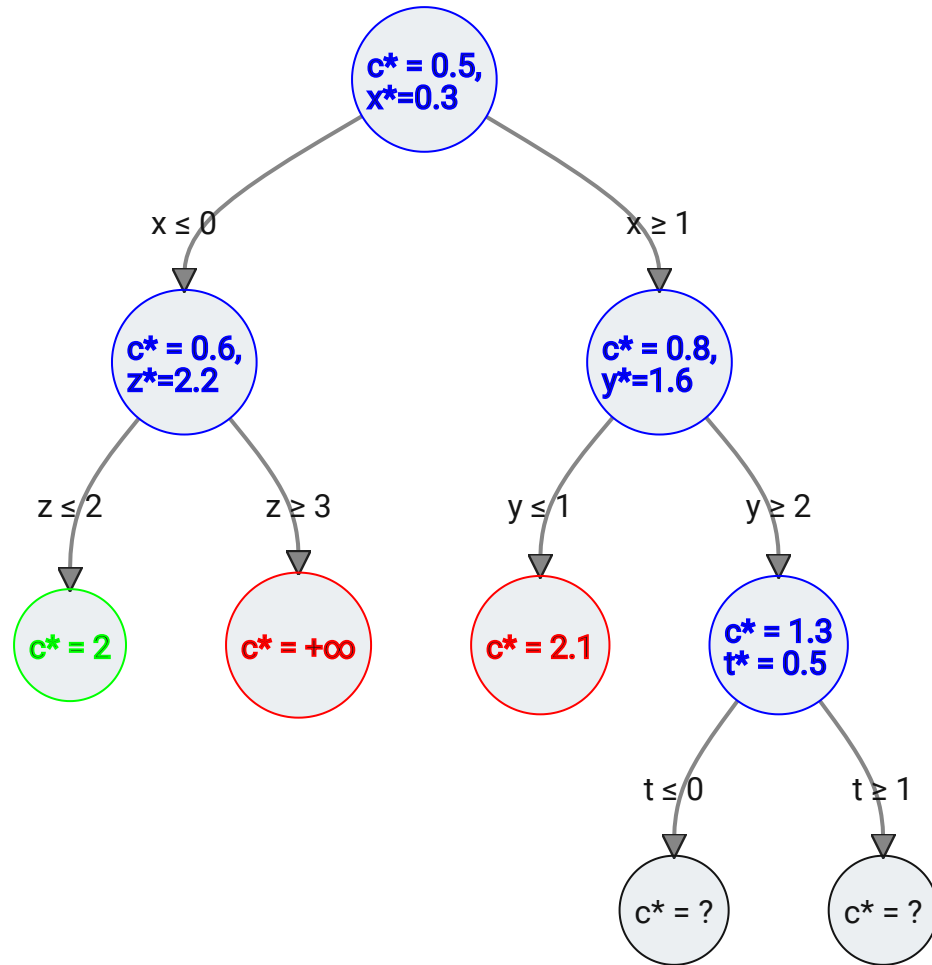 c* = 0.5,
x*=0.3
x ≤ 0
x ≥ 1
c* = 0.6,
z*=2.2
c* = 0.8,
y*=1.6
z ≤ 2
z ≥ 3
y ≤ 1
y ≥ 2
c* = 2
c* = +∞
c* = 2.1
c* = 1.3
t* = 0.5
t ≤ 0
t ≥ 1
c* = ?
c* = ?